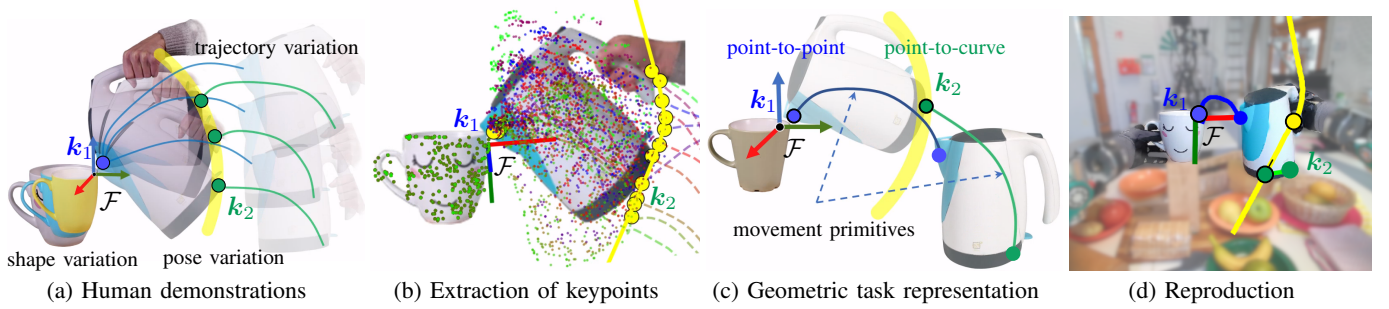 trajectory variation
k₁
F
k₂
shape variation
pose variation
(a) Human demonstrations
k₁
F
k₂
(b) Extraction of keypoints
point-to-point
point-to-curve
k₁
k₂
F
movement primitives
(c) Geometric task representation
k₁
F
k₂
(d) Reproduction